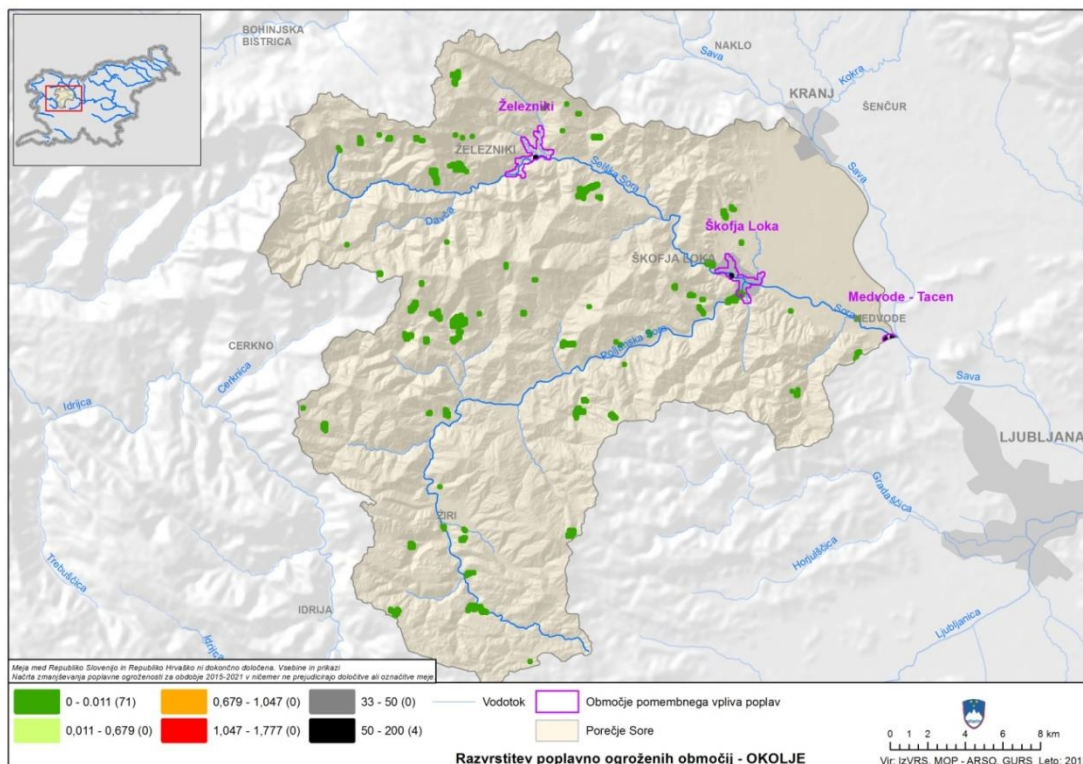 BOHINJSKA
BISTRICA
NAKLO
Sava
Kokra
KRANJ
ŠENČUR
Železniki
ŽELEZNIKI
Selška Sora
Sava
Davča
Škofja Loka
ŠKOFJA LOKA
Medvode - Tacen
Sora
MEDVODE
Poljanska Sora
CERKNO
Cerknica
Sava
Idrijca
LJUBLJANA
Gradaščica
ŽIRI
Horjulščica
Trebuščica
IDRIJA
Idrijca
Ljubljanica
Meja med Republiko Slovenijo in Republiko Hrvaško ni dokončno določena. Vsebine in prikazi
Načrta zmanjševanja poplavne ogroženosti za obdobje 2015-2021 v ničemer ne prejudicirajo določitve ali označitve meje
0 - 0.011 (71)
0,679 - 1,047 (0)
33 - 50 (0)
Vodotok
Območje pomembnega vpliva poplav
0,011 - 0,679 (0)
1,047 - 1,777 (0)
50 - 200 (4)
Porečje Sore
0 1 2 4 6 8 km
Razvrstitev poplavno ogroženih območij - OKOLJE
Vir: IzVRS, MOP - ARSO, GURS Leto: 201